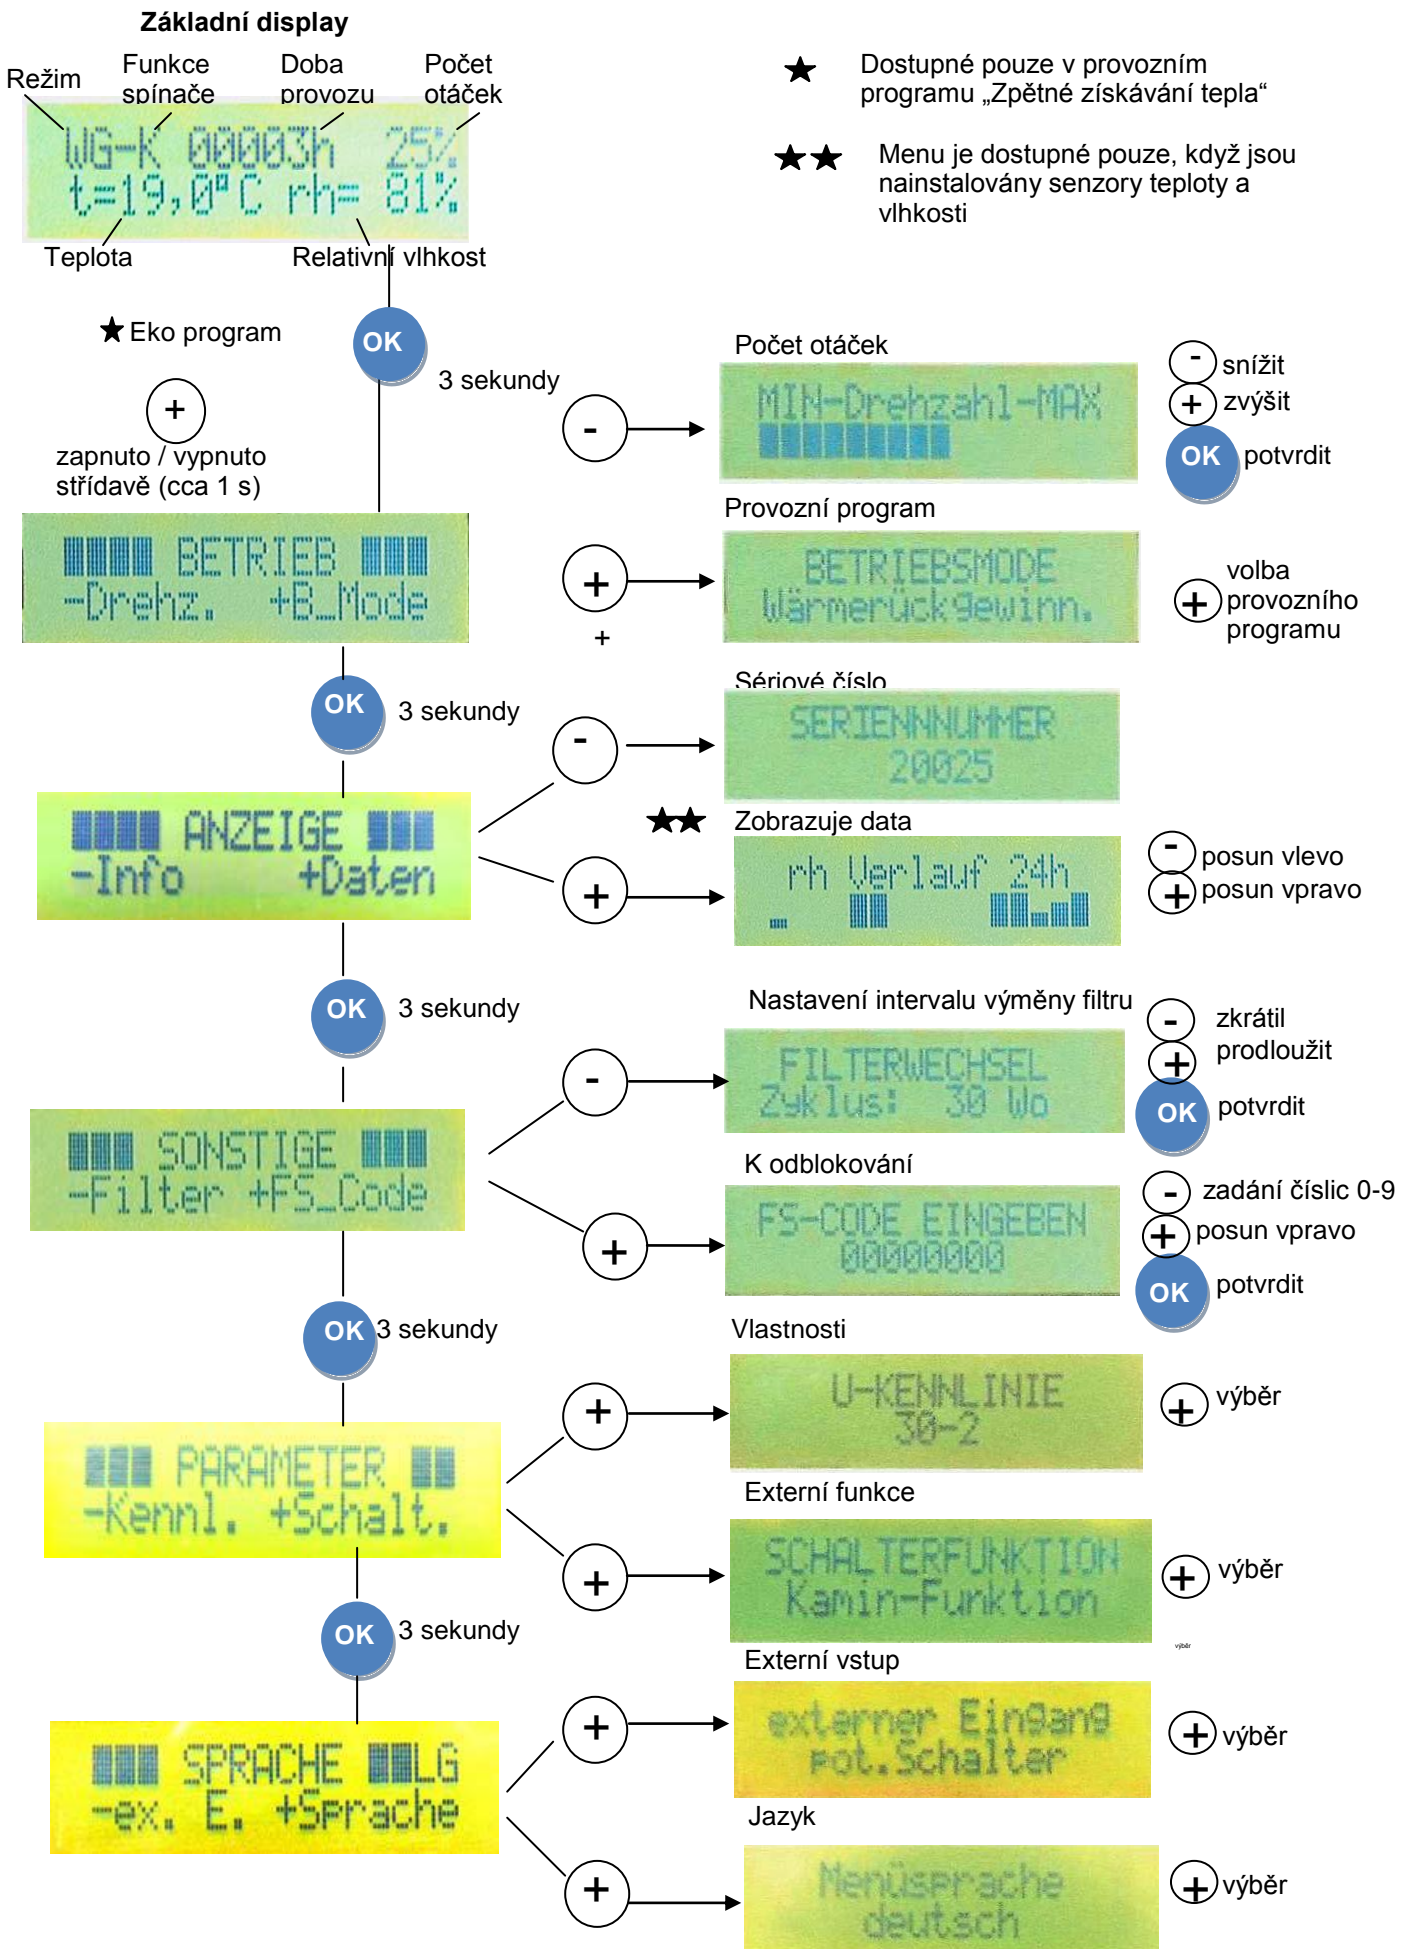 Základní display
Režim
Funkce
spínače
Doba
provozu
Počet
otáček
WG-K 00003h 25%
t=19,0°C rh= 81%
Teplota
Relativní vlhkost
★ Dostupné pouze v provozním
programu „Zpětné získávání tepla“
★★ Menu je dostupné pouze, když jsou
nainstalovány senzory teploty a
vlhkosti
★ Eko program
+
zapnuto / vypnuto
střídavě (cca 1 s)
OK
3 sekundy
Počet otáček
-
MIN-Drehzahl-MAX
- snížit
+ zvýšit
OK potvrdit
BETRIEB
-Drehz. +B_Mode
Provozní program
+
+
BETRIEBSMODE
Wärmerückgewinn.
+ volba
provozního
programu
OK
3 sekundy
Sériové číslo
-
SERIENNNUMMER
20025
ANZEIGE
-Info +Daten
★★ Zobrazuje data
+
rh Verlauf 24h
- posun vlevo
+ posun vpravo
OK
3 sekundy
Nastavení intervalu výměny filtru
-
FILTERWECHSEL
Zyklus: 30 Wo
- zkrátil
+ prodloužit
OK potvrdit
SONSTIGE
-Filter +FS_Code
K odblokování
+
FS-CODE EINGEBEN
00000000
- zadání číslic 0-9
+ posun vpravo
OK potvrdit
OK
3 sekundy
Vlastnosti
+
U-KENNLINIE
30-2
+ výběr
PARAMETER
-Kennl. +Schalt.
Externí funkce
+
SCHALTERFUNKTION
Kamin-Funktion
+ výběr
výběr
OK
3 sekundy
Externí vstup
+
externer Eingang
pot.Schalter
+ výběr
SPRACHE LG
-ex. E. +Sprache
Jazyk
+
Menüsprache
deutsch
+ výběr